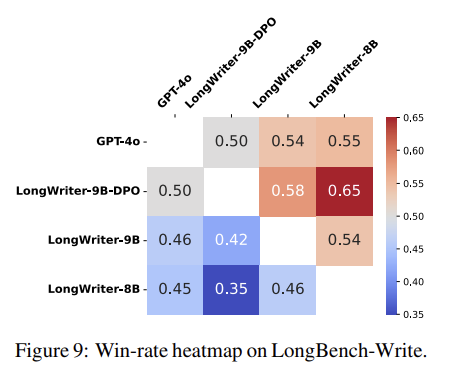 GPT-4o
LongWriter-9B-DPO
LongWriter-9B
LongWriter-8B
GPT-4o 0.50 0.54 0.55
LongWriter-9B-DPO 0.50 0.58 0.65
LongWriter-9B 0.46 0.42 0.54
LongWriter-8B 0.45 0.35 0.46
0.65
0.60
0.55
0.50
0.45
0.40
0.35
Figure 9: Win-rate heatmap on LongBench-Write.